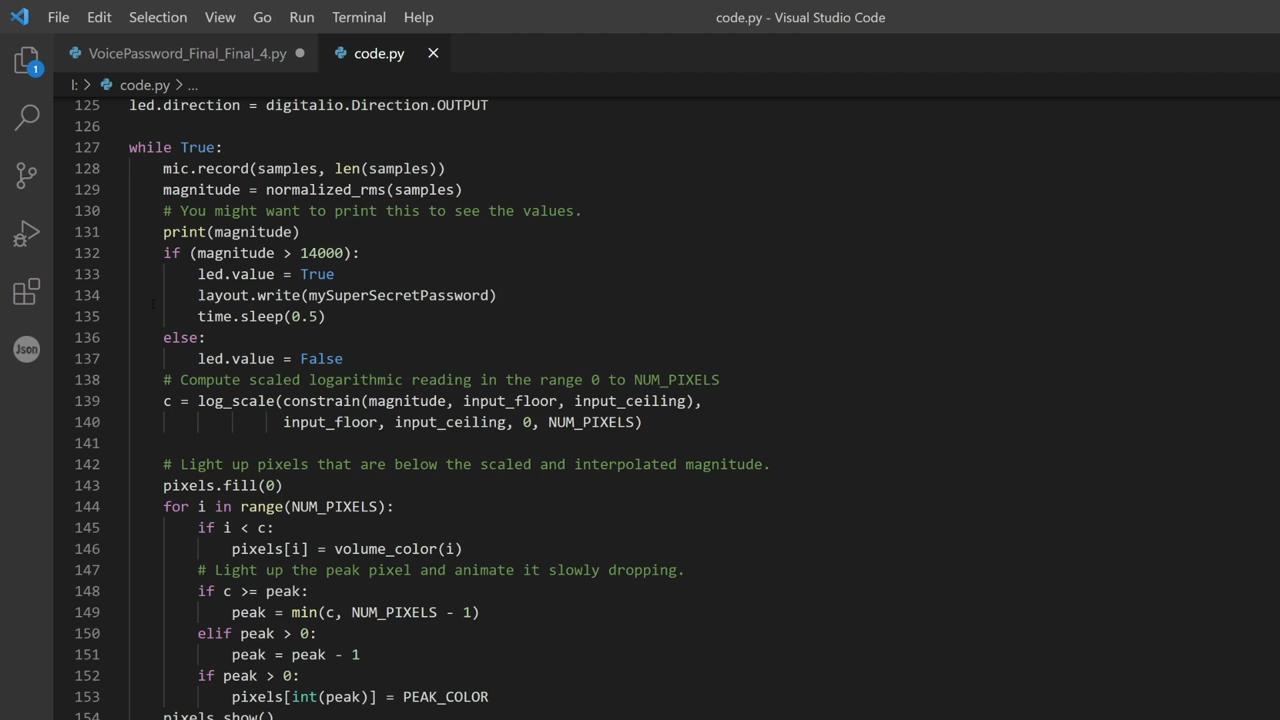 File Edit Selection View Go Run Terminal Help code.py - Visual Studio Code
VoicePassword_Final_Final_4.py code.py
I: > code.py > ...
1
Json
125 led.direction = digitalio.Direction.OUTPUT
126
127 while True:
128     mic.record(samples, len(samples))
129     magnitude = normalized_rms(samples)
130     # You might want to print this to see the values.
131     print(magnitude)
132     if (magnitude > 14000):
133         led.value = True
134         layout.write(mySuperSecretPassword)
135         time.sleep(0.5)
136     else:
137         led.value = False
138     # Compute scaled logarithmic reading in the range 0 to NUM_PIXELS
139     c = log_scale(constrain(magnitude, input_floor, input_ceiling),
140                   input_floor, input_ceiling, 0, NUM_PIXELS)
141
142     # Light up pixels that are below the scaled and interpolated magnitude.
143     pixels.fill(0)
144     for i in range(NUM_PIXELS):
145         if i < c:
146             pixels[i] = volume_color(i)
147         # Light up the peak pixel and animate it slowly dropping.
148         if c >= peak:
149             peak = min(c, NUM_PIXELS - 1)
150         elif peak > 0:
151             peak = peak - 1
152         if peak > 0:
153             pixels[int(peak)] = PEAK_COLOR
154     pixels.show()